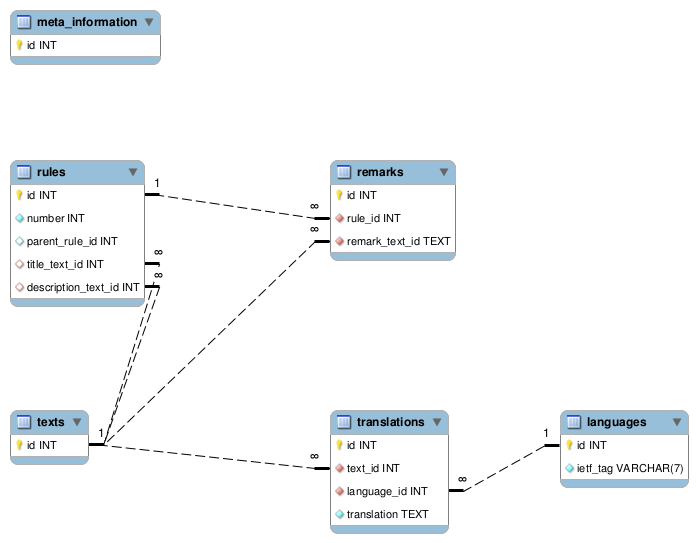 meta_information
id INT
rules
id INT
number INT
parent_rule_id INT
title_text_id INT
description_text_id INT
1
∞
∞
remarks
id INT
rule_id INT
remark_text_id TEXT
∞
∞
texts
id INT
1
translations
id INT
text_id INT
language_id INT
translation TEXT
∞
∞
languages
id INT
ietf_tag VARCHAR(7)
1